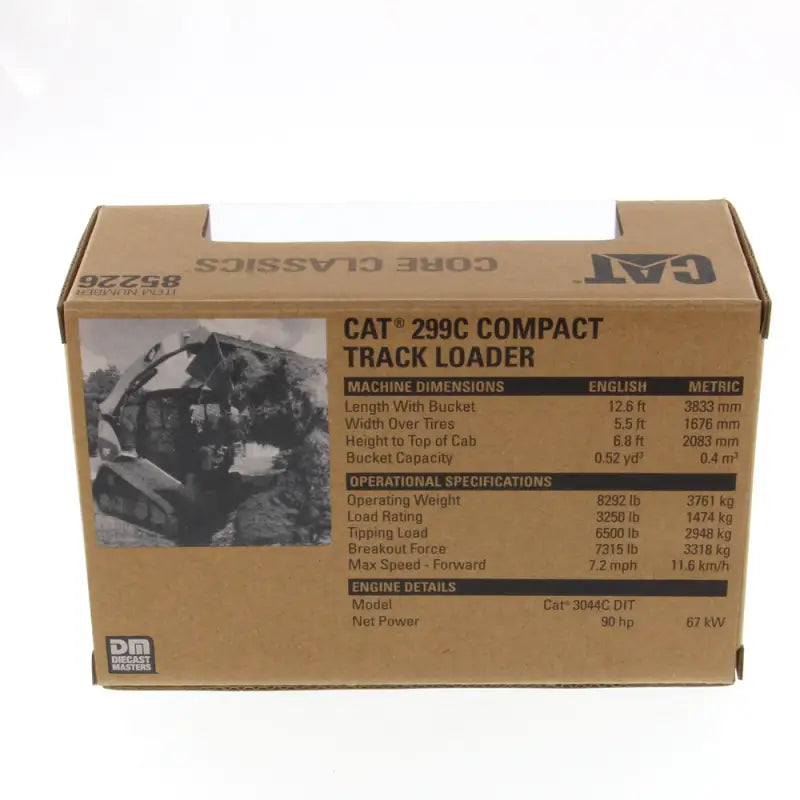 CAT®
CORE CLASSICS
ITEM NUMBER
85226
CAT® 299C COMPACT
TRACK LOADER
MACHINE DIMENSIONS ENGLISH METRIC
Length With Bucket 12.6 ft 3833 mm
Width Over Tires 5.5 ft 1676 mm
Height to Top of Cab 6.8 ft 2083 mm
Bucket Capacity 0.52 yd³ 0.4 m³
OPERATIONAL SPECIFICATIONS
Operating Weight 8292 lb 3761 kg
Load Rating 3250 lb 1474 kg
Tipping Load 6500 lb 2948 kg
Breakout Force 7315 lb 3318 kg
Max Speed - Forward 7.2 mph 11.6 km/h
ENGINE DETAILS
Model Cat® 3044C DIT
Net Power 90 hp 67 kW
DM
DIECAST
MASTERS